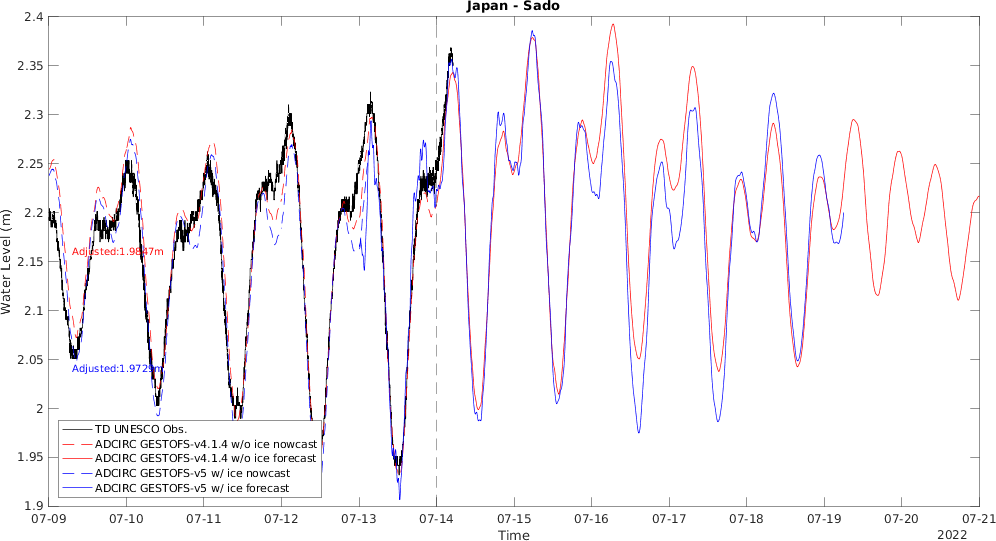 Japan - Sado
Water Level (m)
2.4
2.35
2.3
2.25
2.2
2.15
2.1
2.05
2
1.95
1.9
Adjusted:1.9847m
Adjusted:1.9729m
TD UNESCO Obs.
ADCIRC GESTOFS-v4.1.4 w/o ice nowcast
ADCIRC GESTOFS-v4.1.4 w/o ice forecast
ADCIRC GESTOFS-v5 w/ ice nowcast
ADCIRC GESTOFS-v5 w/ ice forecast
07-09 07-10 07-11 07-12 07-13 07-14 07-15 07-16 07-17 07-18 07-19 07-20 07-21
Time
2022